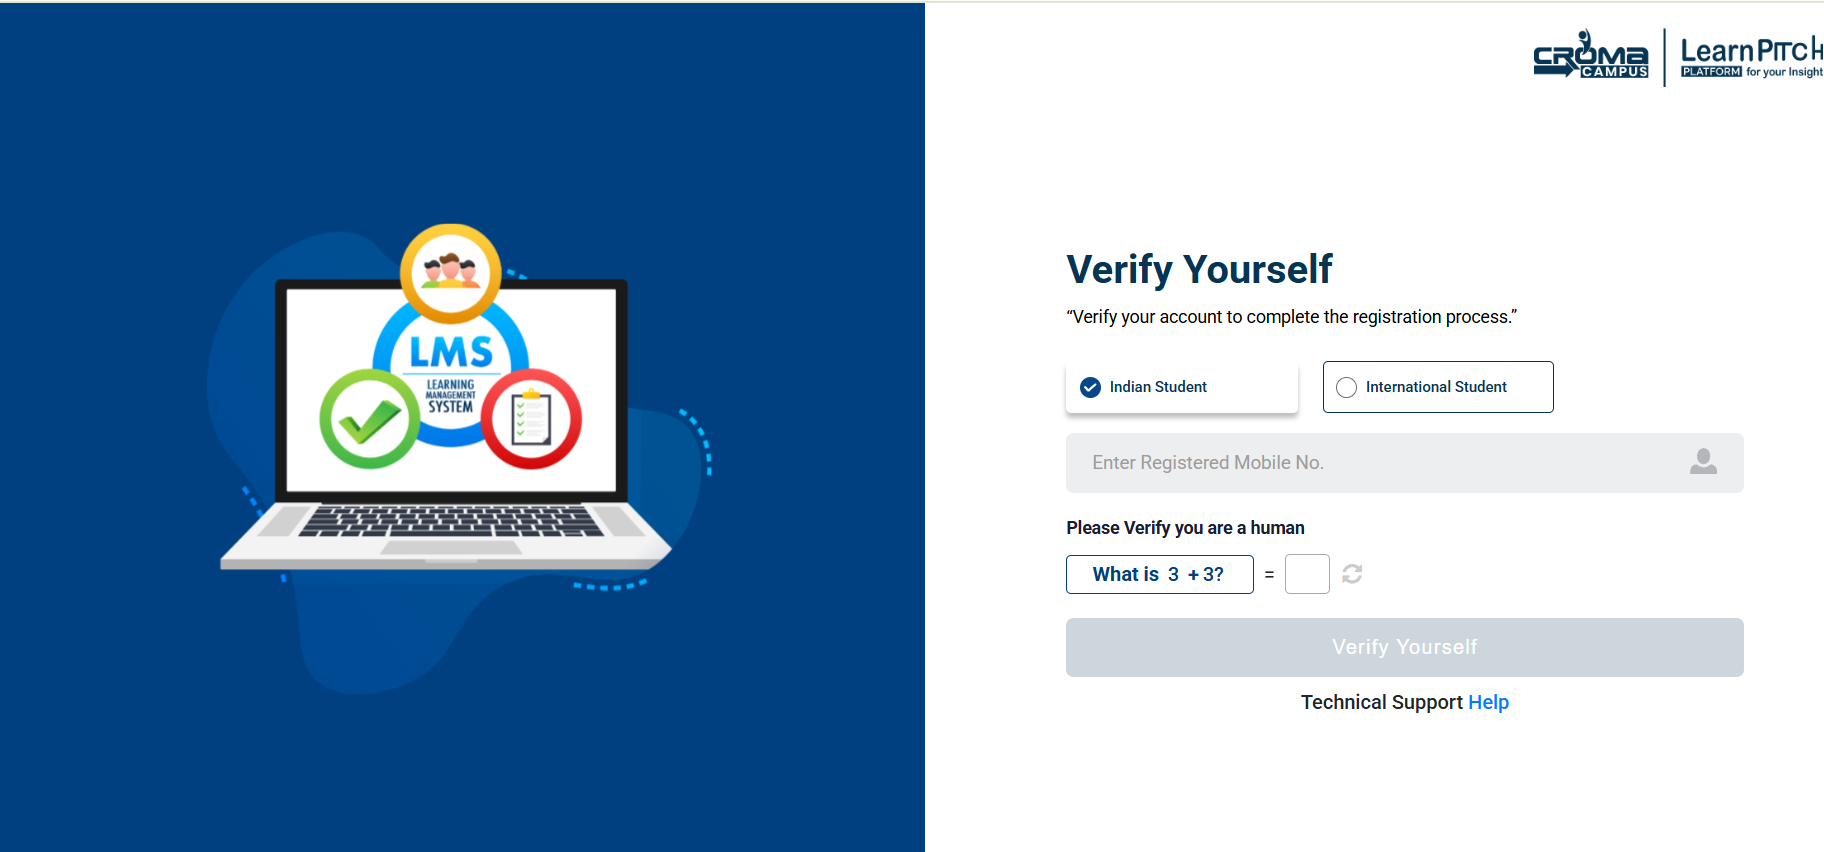 CROMA
CAMPUS
LearnPITCH
PLATFORM for your Insight
LMS
LEARNING
MANAGEMENT
SYSTEM
Verify Yourself
“Verify your account to complete the registration process.”
Indian Student
International Student
Enter Registered Mobile No.
Please Verify you are a human
What is 3 + 3? =
Verify Yourself
Technical Support Help